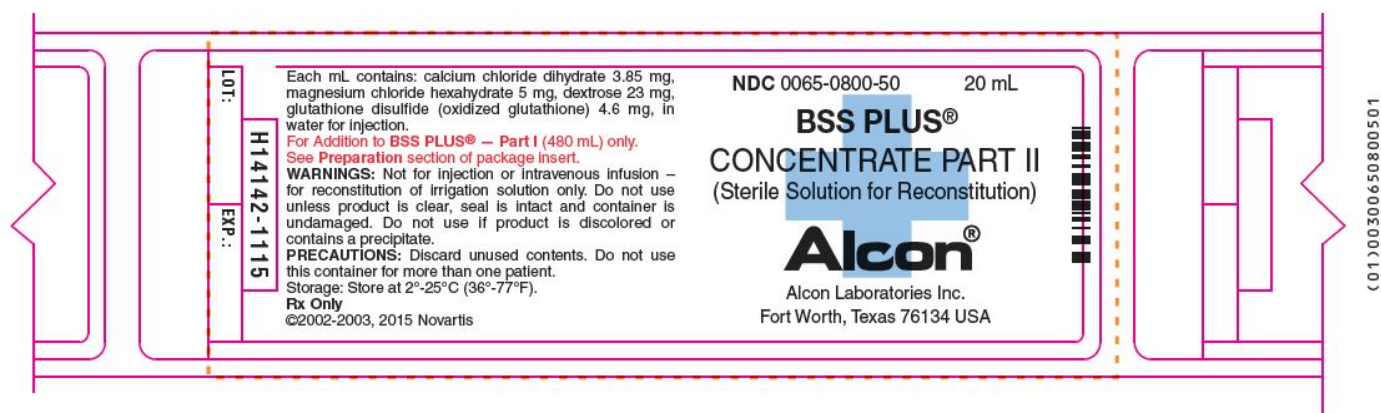 LOT:
EXP.:
H14142-1115
Each mL contains: calcium chloride dihydrate 3.85 mg,
magnesium chloride hexahydrate 5 mg, dextrose 23 mg,
glutathione disulfide (oxidized glutathione) 4.6 mg, in
water for injection.
For Addition to BSS PLUS® — Part I (480 mL) only.
See Preparation section of package insert.
WARNINGS: Not for injection or intravenous infusion –
for reconstitution of irrigation solution only. Do not use
unless product is clear, seal is intact and container is
undamaged. Do not use if product is discolored or
contains a precipitate.
PRECAUTIONS: Discard unused contents. Do not use
this container for more than one patient.
Storage: Store at 2°-25°C (36°-77°F).
Rx Only
©2002-2003, 2015 Novartis
NDC 0065-0800-50 20 mL
BSS PLUS®
CONCENTRATE PART II
(Sterile Solution for Reconstitution)
Alcon®
Alcon Laboratories Inc.
Fort Worth, Texas 76134 USA
(01)00300650800501